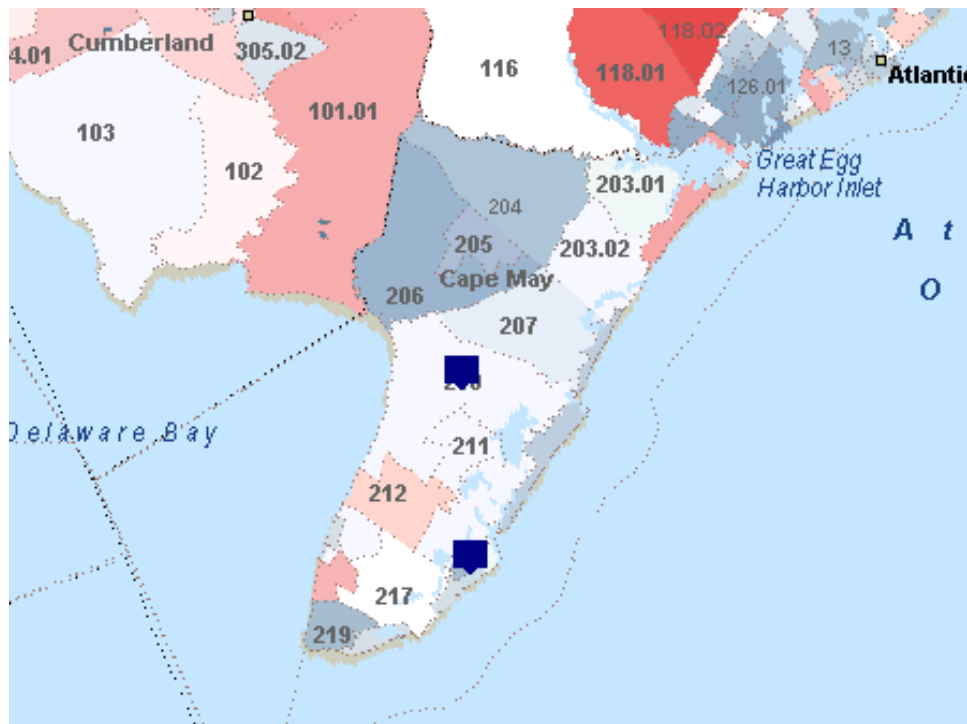 118.02
4.01
Cumberland
305.02
13
116
118.01
Atlantic
126.01
101.01
103
102
Great Egg
Harbor Inlet
203.01
204
A t
205
203.02
Cape May
O
206
207
Delaware Bay
211
212
217
219